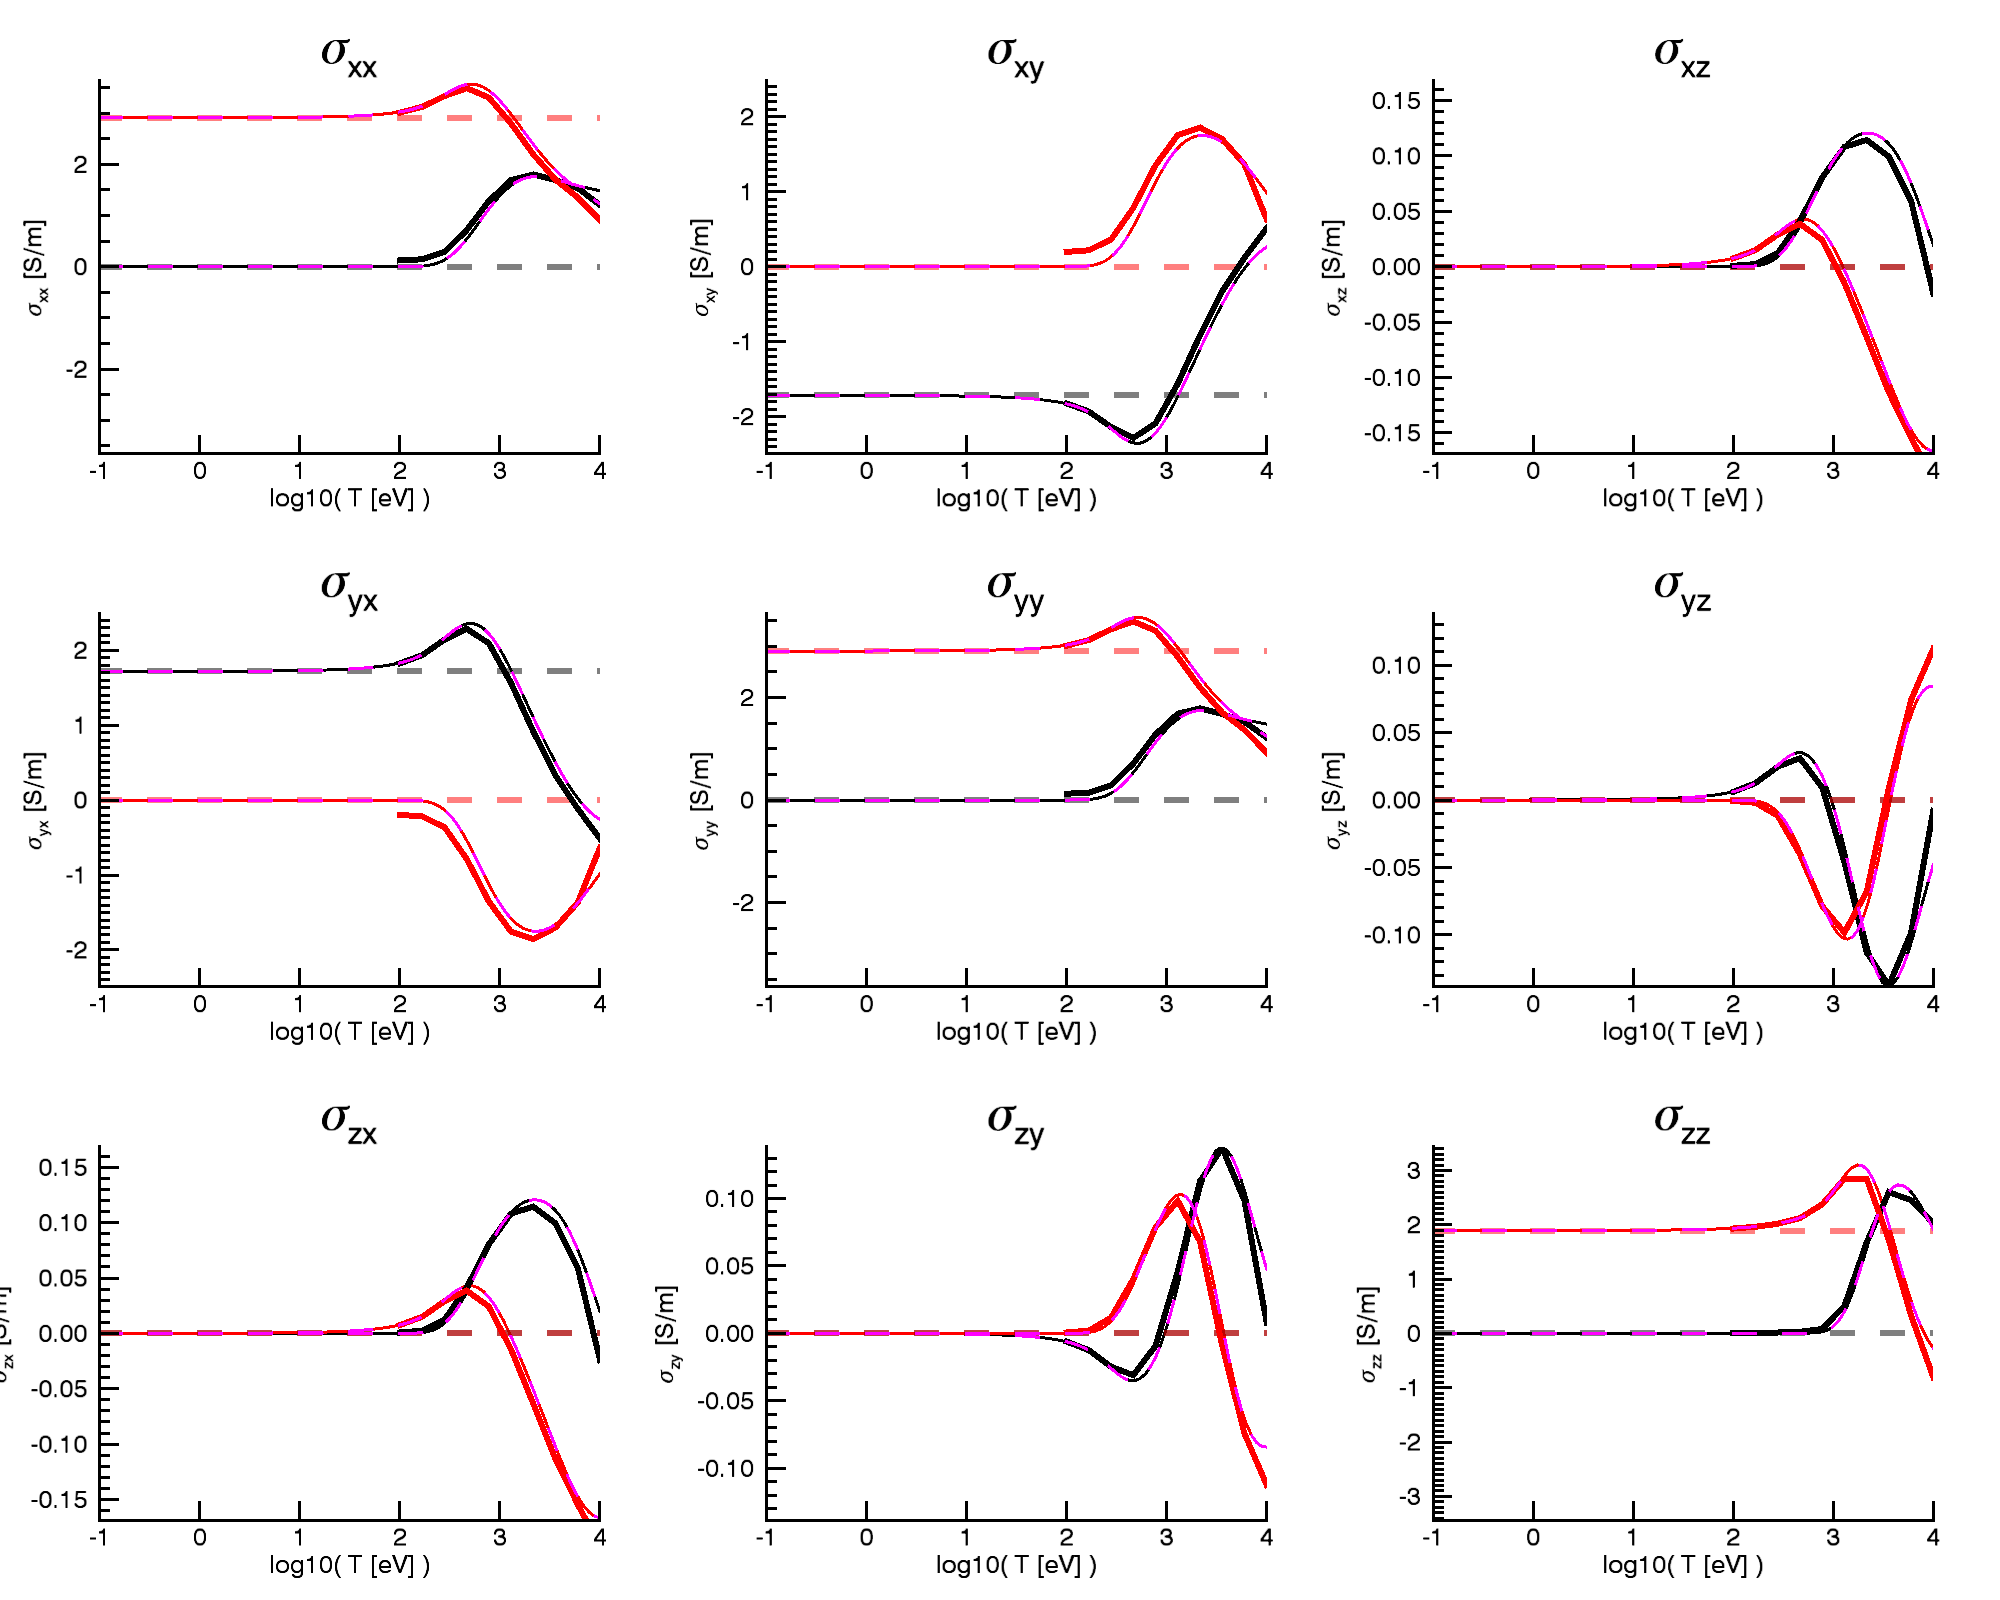 σxx σxy σxz
2
0
-2
σxx [S/m]
-1 0 1 2 3 4
log10( T [eV] )
2
1
0
-1
-2
σxy [S/m]
-1 0 1 2 3 4
log10( T [eV] )
0.15
0.10
0.05
0.00
-0.05
-0.10
-0.15
σxz [S/m]
-1 0 1 2 3 4
log10( T [eV] )
σyx σyy σyz
2
1
0
-1
-2
σyx [S/m]
-1 0 1 2 3 4
log10( T [eV] )
2
0
-2
σyy [S/m]
-1 0 1 2 3 4
log10( T [eV] )
0.10
0.05
0.00
-0.05
-0.10
σyz [S/m]
-1 0 1 2 3 4
log10( T [eV] )
σzx σzy σzz
0.15
0.10
0.05
0.00
-0.05
-0.10
-0.15
σzx [S/m]
-1 0 1 2 3 4
log10( T [eV] )
0.10
0.05
0.00
-0.05
-0.10
σzy [S/m]
-1 0 1 2 3 4
log10( T [eV] )
3
2
1
0
-1
-2
-3
σzz [S/m]
-1 0 1 2 3 4
log10( T [eV] )